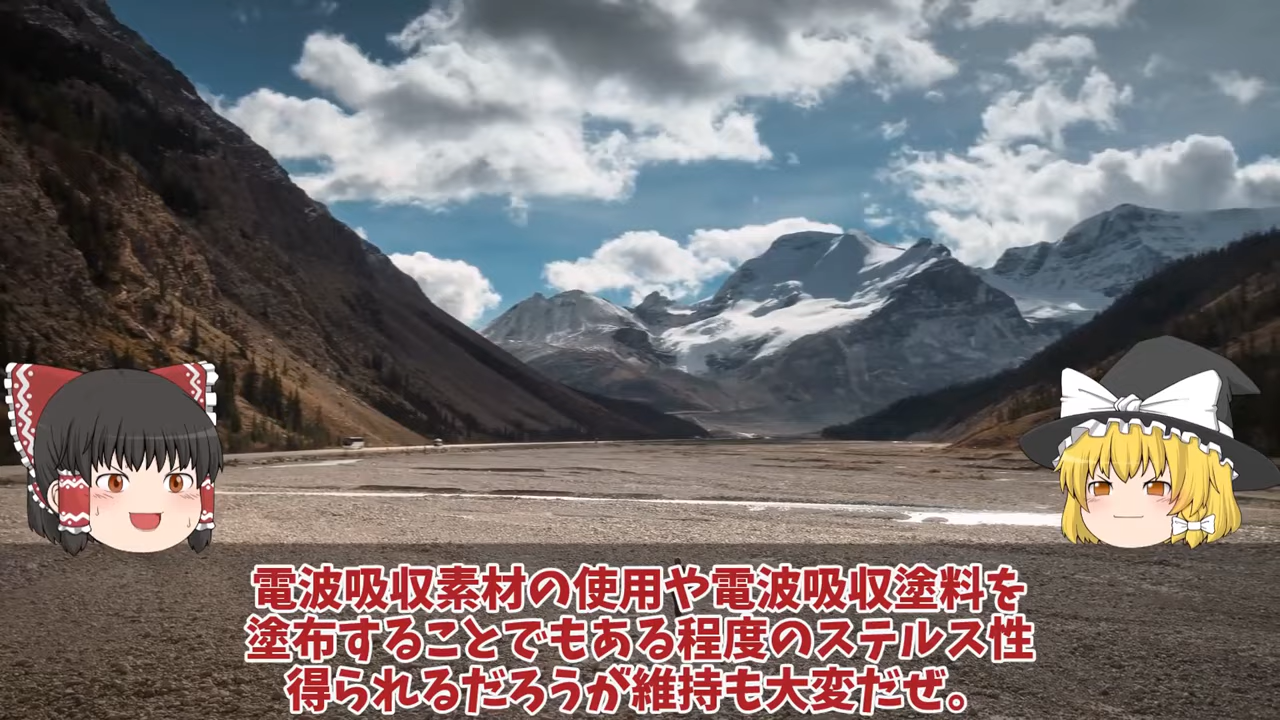 電波吸収素材の使用や電波吸収塗料を
塗布することでもある程度のステルス性
得られるだろうが維持も大変だぜ。